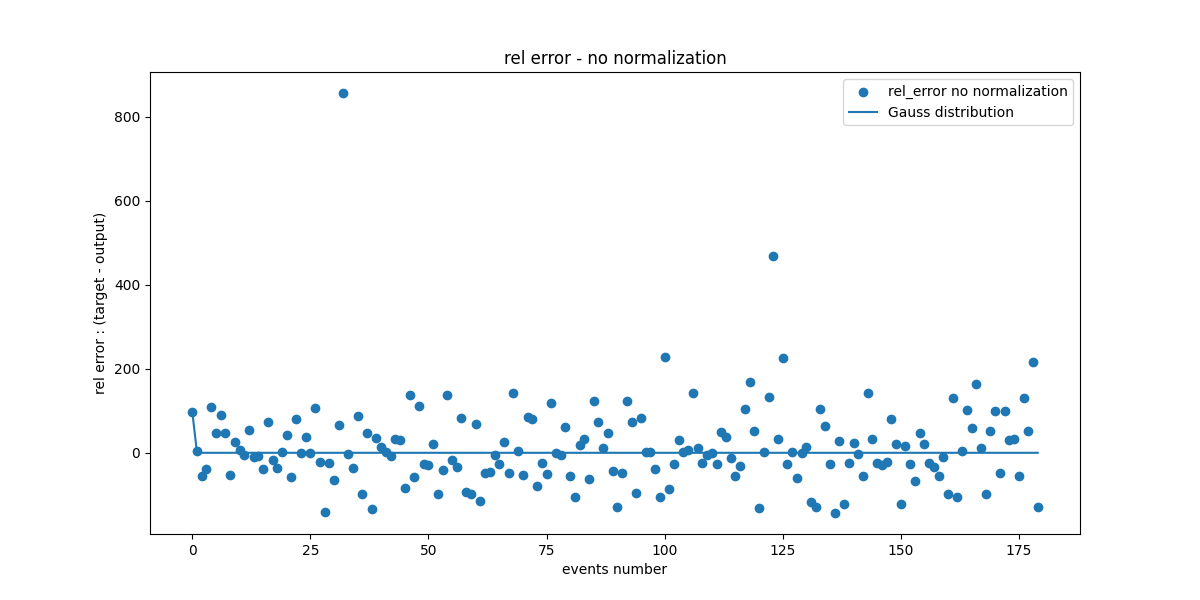 rel error - no normalization
rel_error no normalization
Gauss distribution
800
600
400
200
0
rel error : (target - output)
0 25 50 75 100 125 150 175
events number